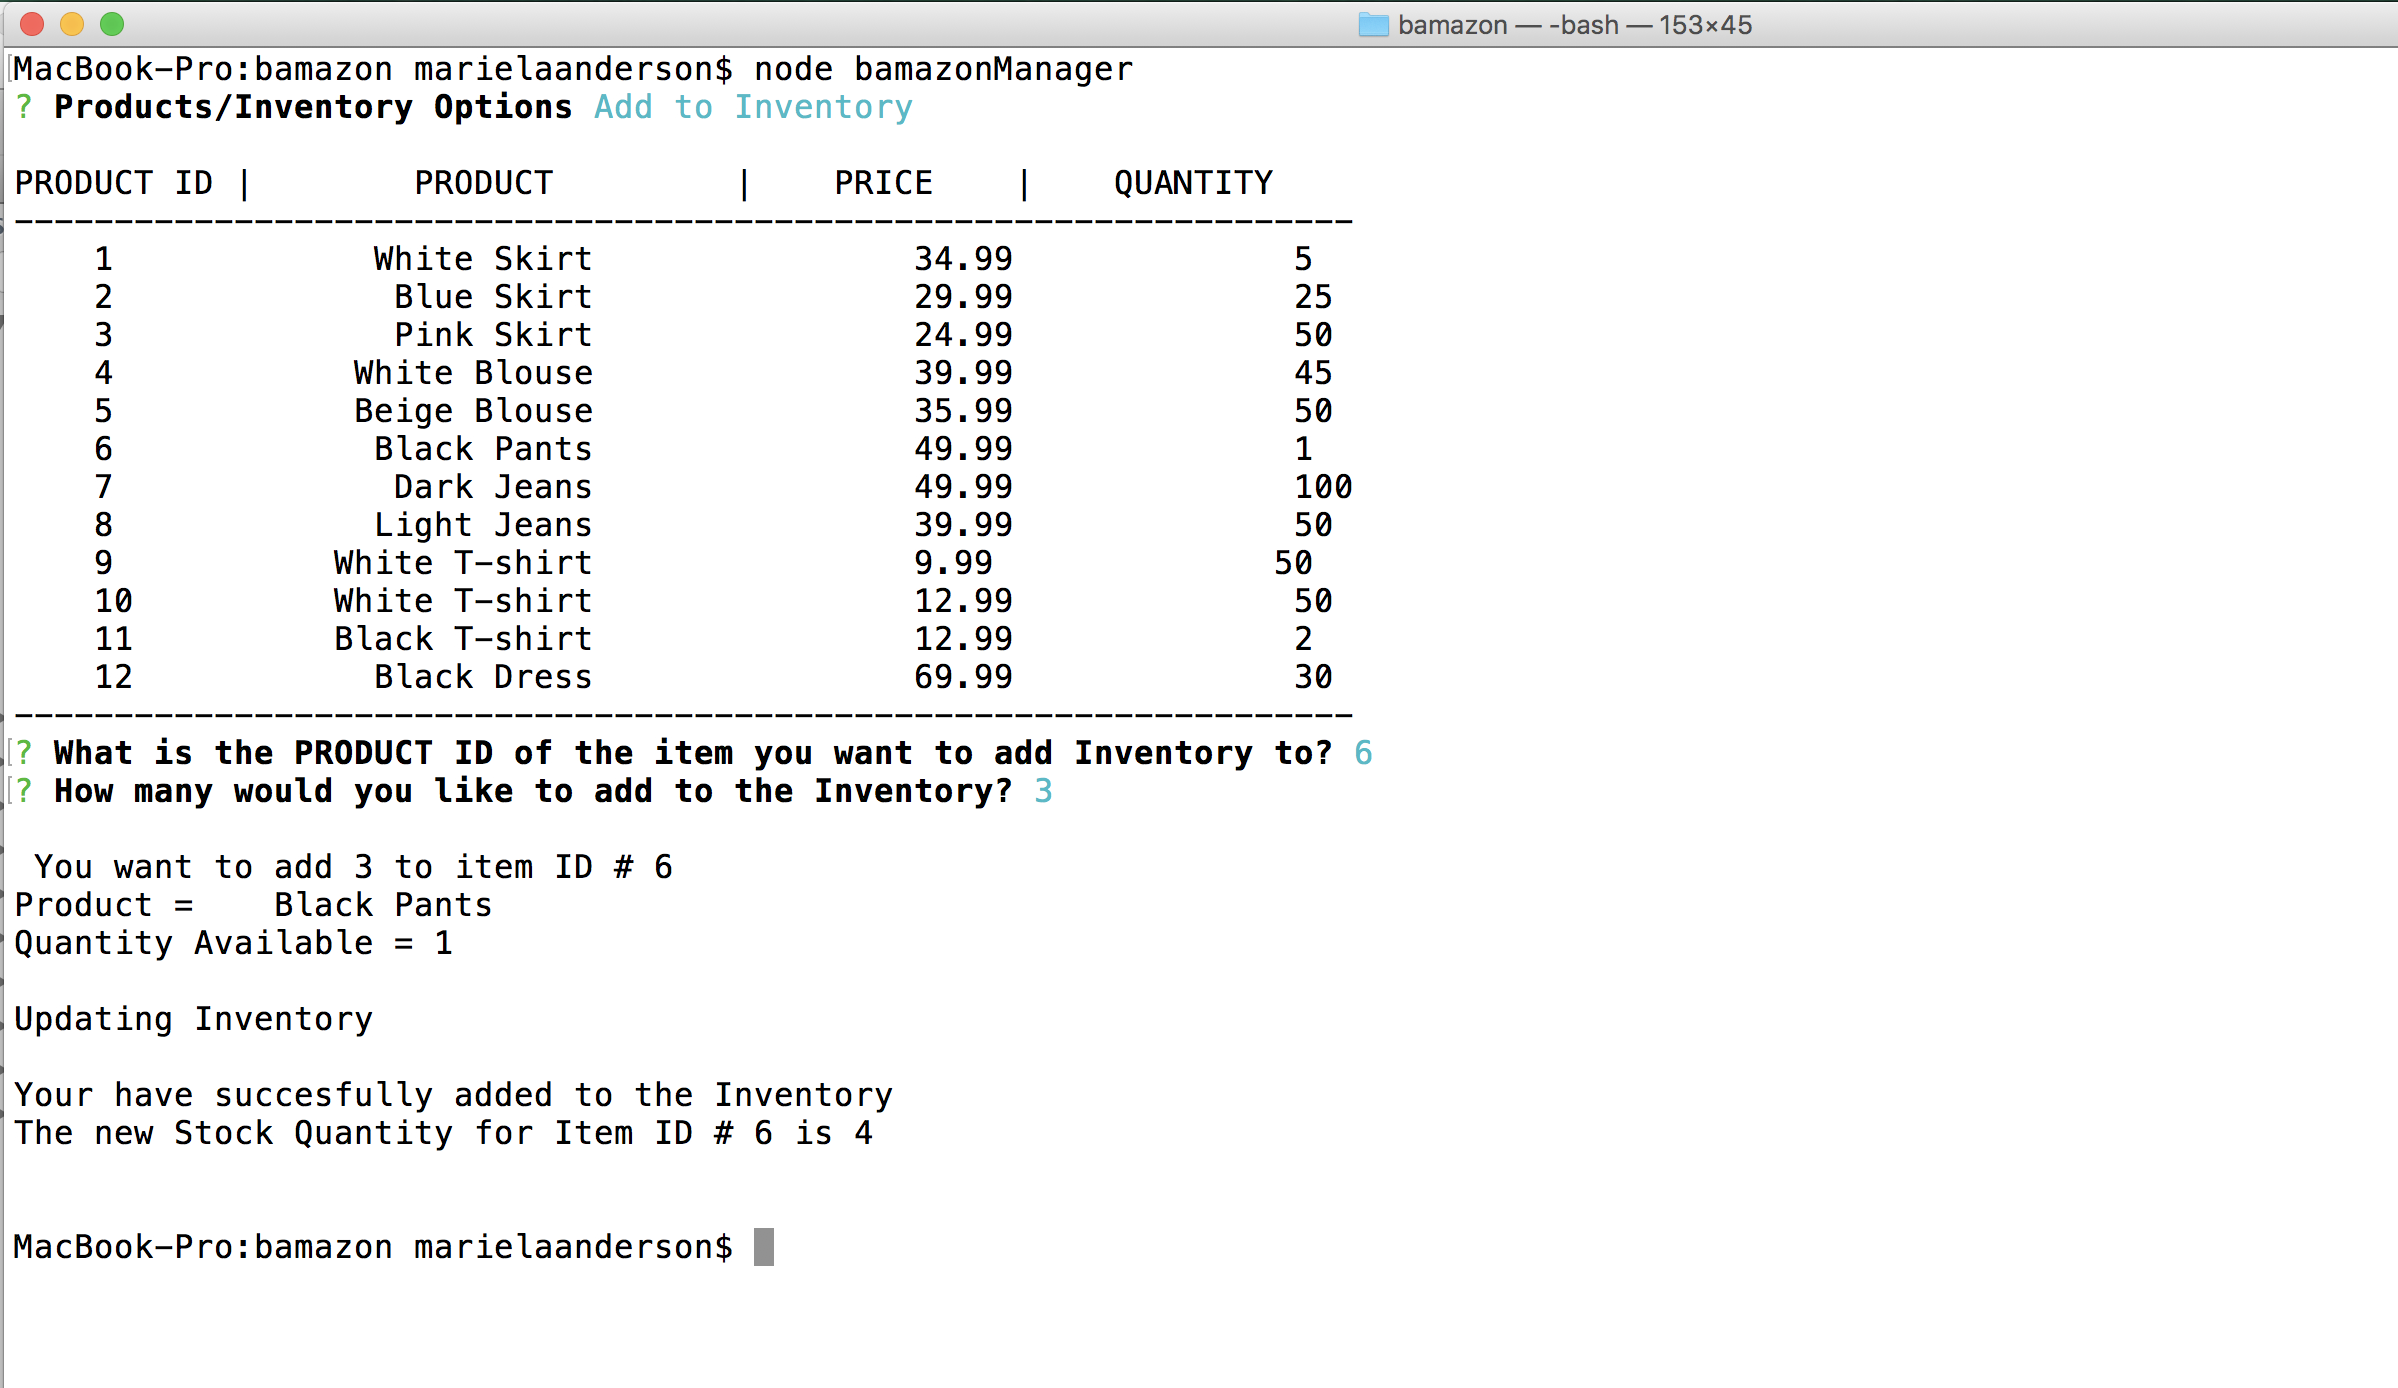 bamazon — -bash — 153×45
MacBook-Pro:bamazon marielaanderson$ node bamazonManager
? Products/Inventory Options Add to Inventory
PRODUCT ID | PRODUCT | PRICE | QUANTITY
-------------------------------------------------------------------
1 White Skirt 34.99 5
2 Blue Skirt 29.99 25
3 Pink Skirt 24.99 50
4 White Blouse 39.99 45
5 Beige Blouse 35.99 50
6 Black Pants 49.99 1
7 Dark Jeans 49.99 100
8 Light Jeans 39.99 50
9 White T-shirt 9.99 50
10 White T-shirt 12.99 50
11 Black T-shirt 12.99 2
12 Black Dress 69.99 30
-------------------------------------------------------------------
? What is the PRODUCT ID of the item you want to add Inventory to? 6
? How many would you like to add to the Inventory? 3
You want to add 3 to item ID # 6
Product = Black Pants
Quantity Available = 1
Updating Inventory
Your have succesfully added to the Inventory
The new Stock Quantity for Item ID # 6 is 4
MacBook-Pro:bamazon marielaanderson$